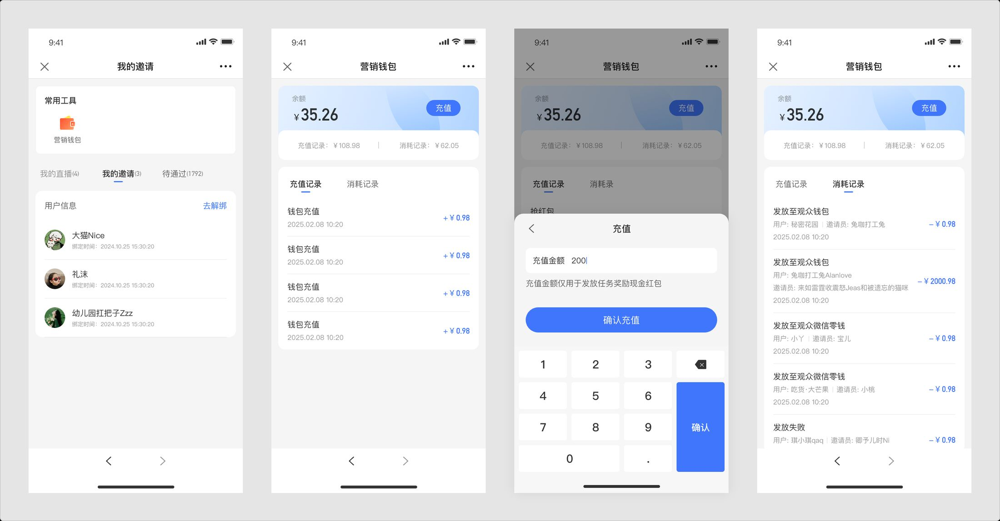 9:41
我的邀请
常用工具
营销钱包
我的直播(4)
我的邀请(3)
待通过(1792)
用户信息
去解绑
大猫Nice
绑定时间：2024.10.25 15:30:20
礼沫
绑定时间：2024.10.25 15:30:20
幼儿园扛把子Zzz
绑定时间：2024.10.25 15:30:20
9:41
营销钱包
余额
¥35.26
充值
充值记录：¥108.98
消耗记录：¥62.05
充值记录
消耗记录
钱包充值
2025.02.08 10:20
+¥0.98
钱包充值
2025.02.08 10:20
+¥0.98
钱包充值
2025.02.08 10:20
+¥0.98
钱包充值
2025.02.08 10:20
+¥0.98
9:41
营销钱包
余额
¥35.26
充值
充值记录：¥108.98
消耗记录：¥62.05
充值记录
消耗录
抢红包
充值
充值金额 200
充值金额仅用于发放任务奖励现金红包
确认充值
1
2
3
4
5
6
7
8
9
确认
0
.
9:41
营销钱包
余额
¥35.26
充值
充值记录：¥108.98
消耗记录：¥62.05
充值记录
消耗记录
发放至观众钱包
用户: 秘密花园 | 邀请员: 兔咖打工兔
2025.02.08 10:20
–¥0.98
发放至观众钱包
用户: 兔咖打工兔Alanlove
邀请员: 来如雷霆收震怒Jeas和被遗忘的猫咪
2025.02.08 10:20
–¥2000.98
发放至观众微信零钱
用户: 小丫 | 邀请员: 宝儿
2025.02.08 10:20
–¥0.98
发放至观众微信零钱
用户: 吃货·大芒果 | 邀请员: 小桃
2025.02.08 10:20
–¥0.98
发放失败
用户: 琪小琪qaq | 邀请员: 卿予儿时Ni
–¥0.98